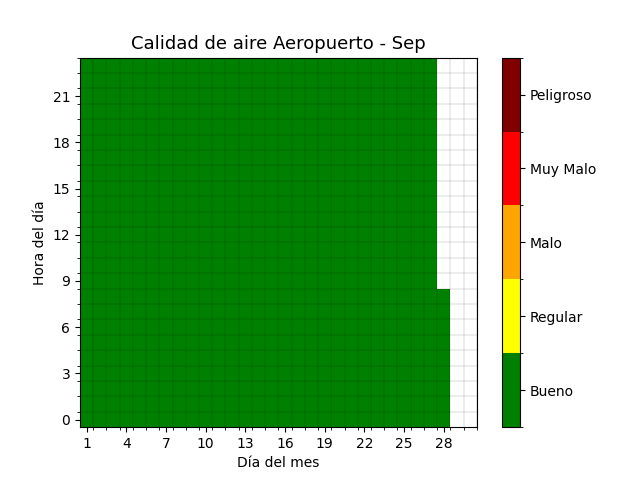 Calidad de aire Aeropuerto - Sep
Hora del día
21
18
15
12
9
6
3
0
1 4 7 10 13 16 19 22 25 28
Día del mes
Peligroso
Muy Malo
Malo
Regular
Bueno